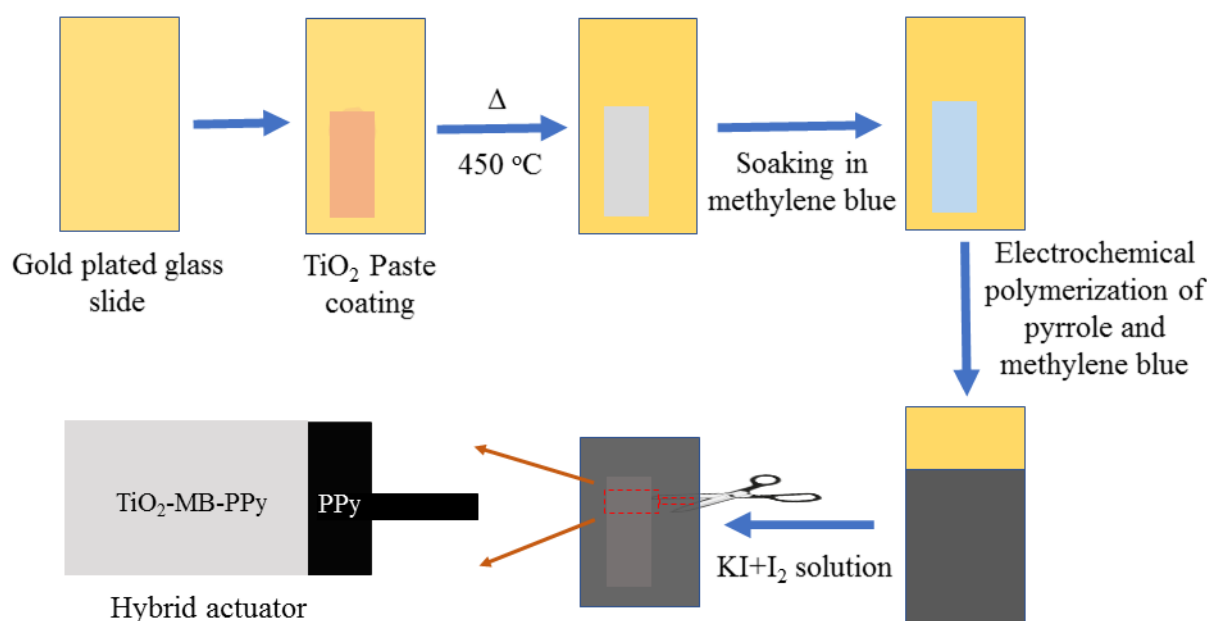 Gold plated glass
slide
TiO₂ Paste
coating
Δ
450 °C
Soaking in
methylene blue
Electrochemical
polymerization of
pyrrole and
methylene blue
KI+I₂ solution
TiO₂-MB-PPy
PPy
Hybrid actuator